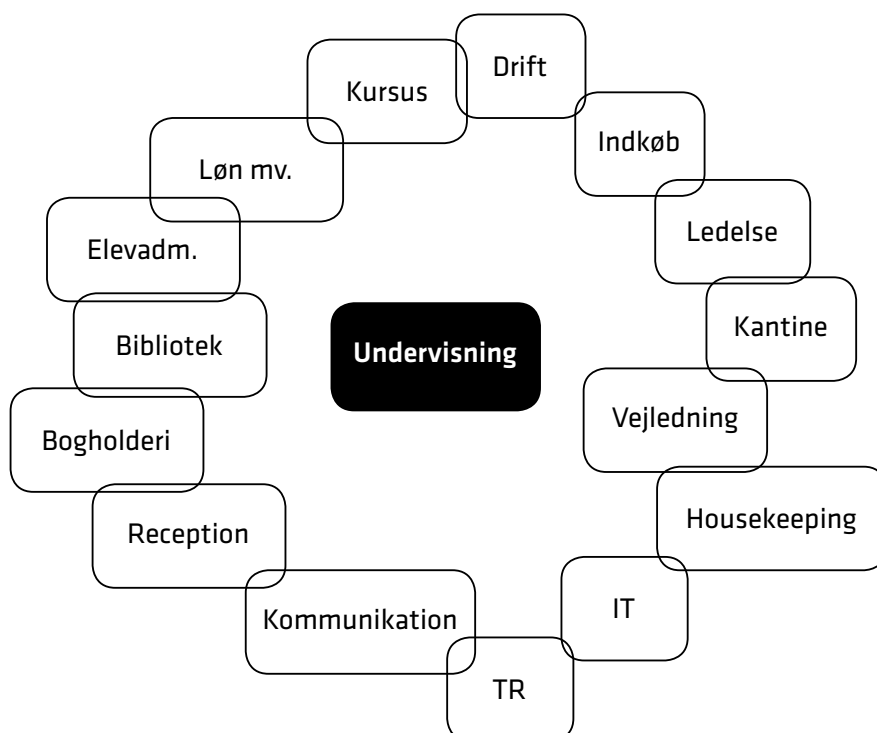 Drift
Kursus
Indkøb
Løn mv.
Ledelse
Elevadm.
Kantine
Bibliotek
Undervisning
Vejledning
Bogholderi
Housekeeping
Reception
IT
Kommunikation
TR